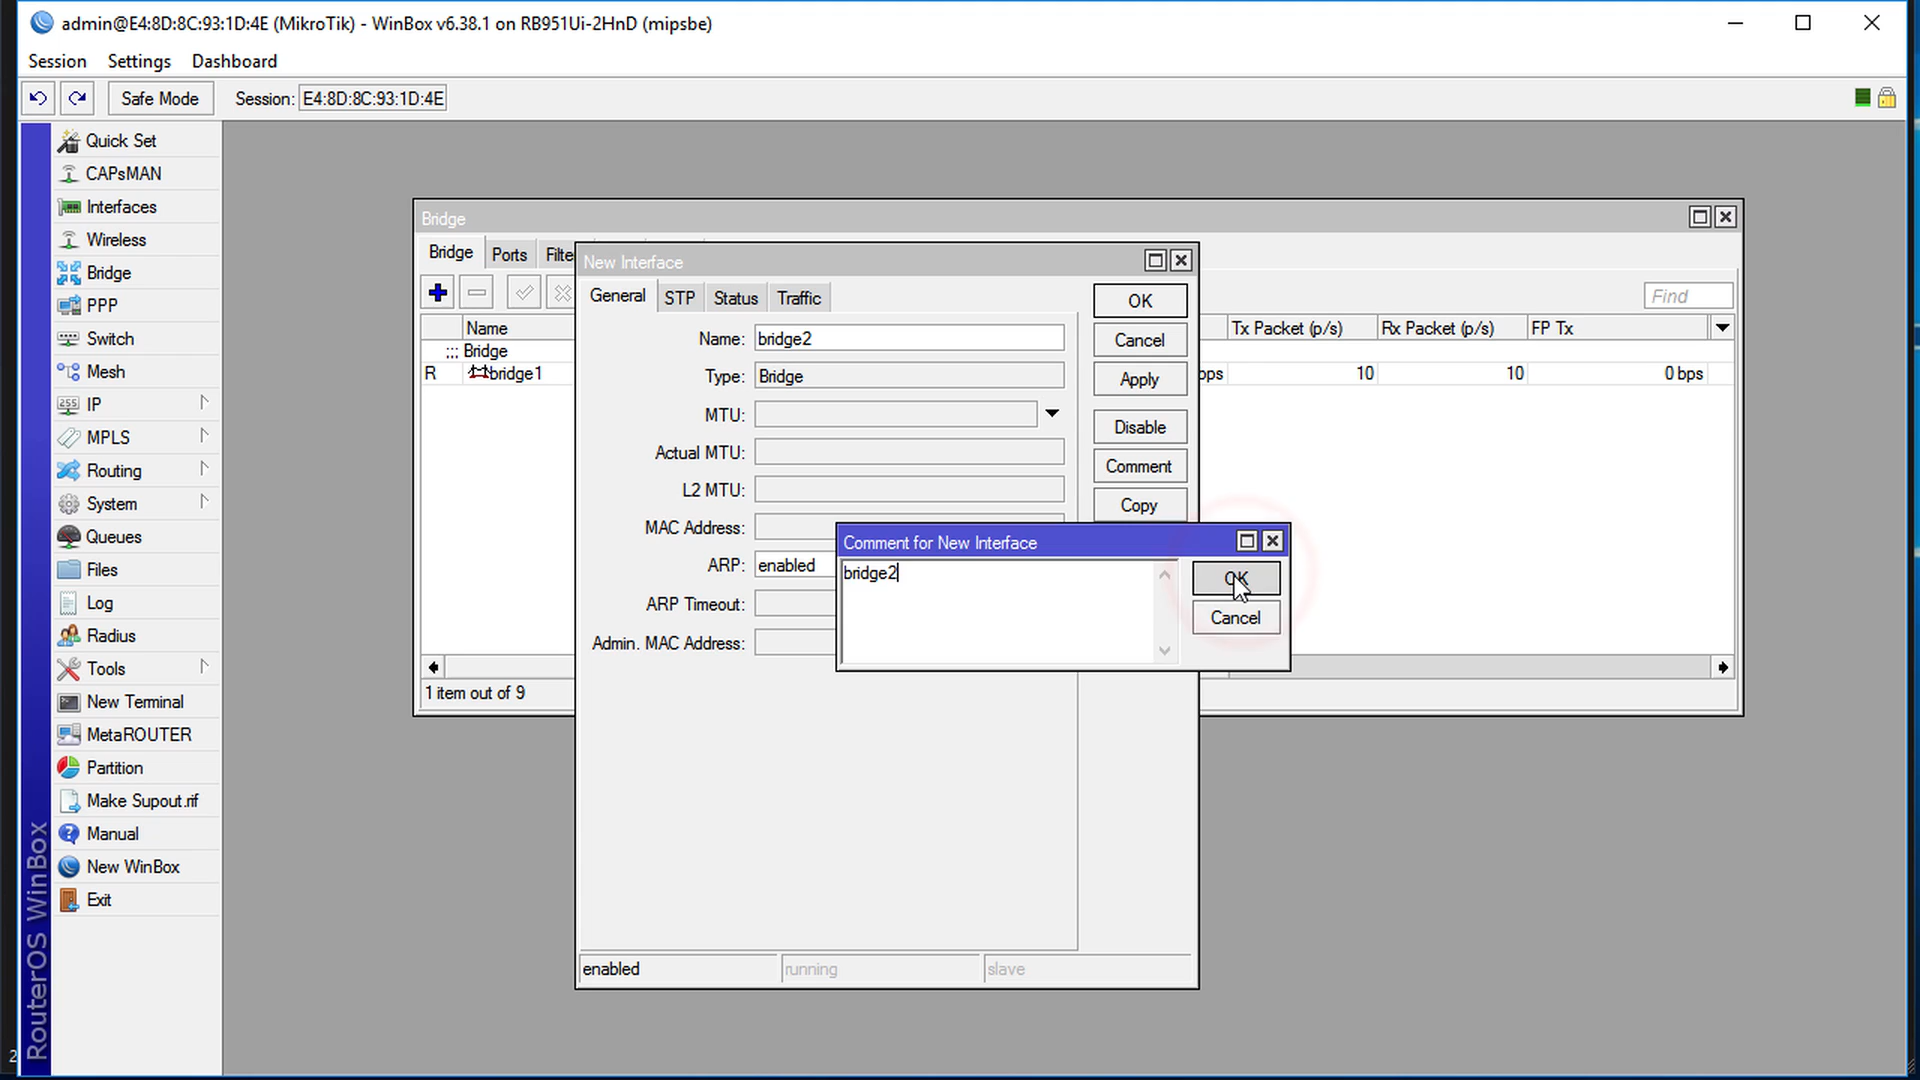 admin@E4:8D:8C:93:1D:4E (MikroTik) - WinBox v6.38.1 on RB951Ui-2HnD (mipsbe)
Session Settings Dashboard
Safe Mode Session: E4:8D:8C:93:1D:4E
Quick Set
CAPsMAN
Interfaces
Wireless
Bridge
PPP
Switch
Mesh
255 IP
MPLS
Routing
System
Queues
Files
Log
Radius
Tools
New Terminal
MetaROUTER
Partition
Make Supout.rif
Manual
New WinBox
Exit
RouterOS WinBox
2
Bridge
Bridge Ports Filte
Find
Name Tx Packet (p/s) Rx Packet (p/s) FP Tx
;;; Bridge
R bridge1 bps 10 10 0 bps
1 item out of 9
New Interface
General STP Status Traffic
Name: bridge2
Type: Bridge
MTU:
Actual MTU:
L2 MTU:
MAC Address:
ARP: enabled
ARP Timeout:
Admin. MAC Address:
OK
Cancel
Apply
Disable
Comment
Copy
enabled running slave
Comment for New Interface
bridge2
OK
Cancel